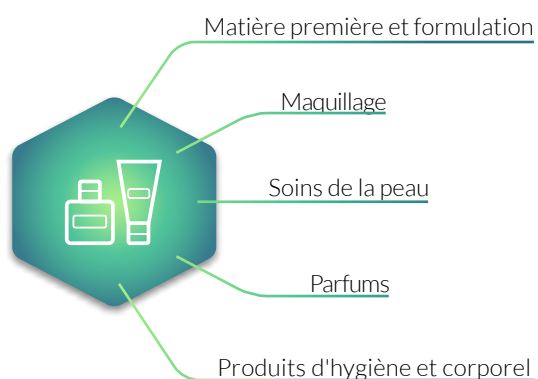 Matière première et formulation
Maquillage
Soins de la peau
Parfums
Produits d'hygiène et corporel